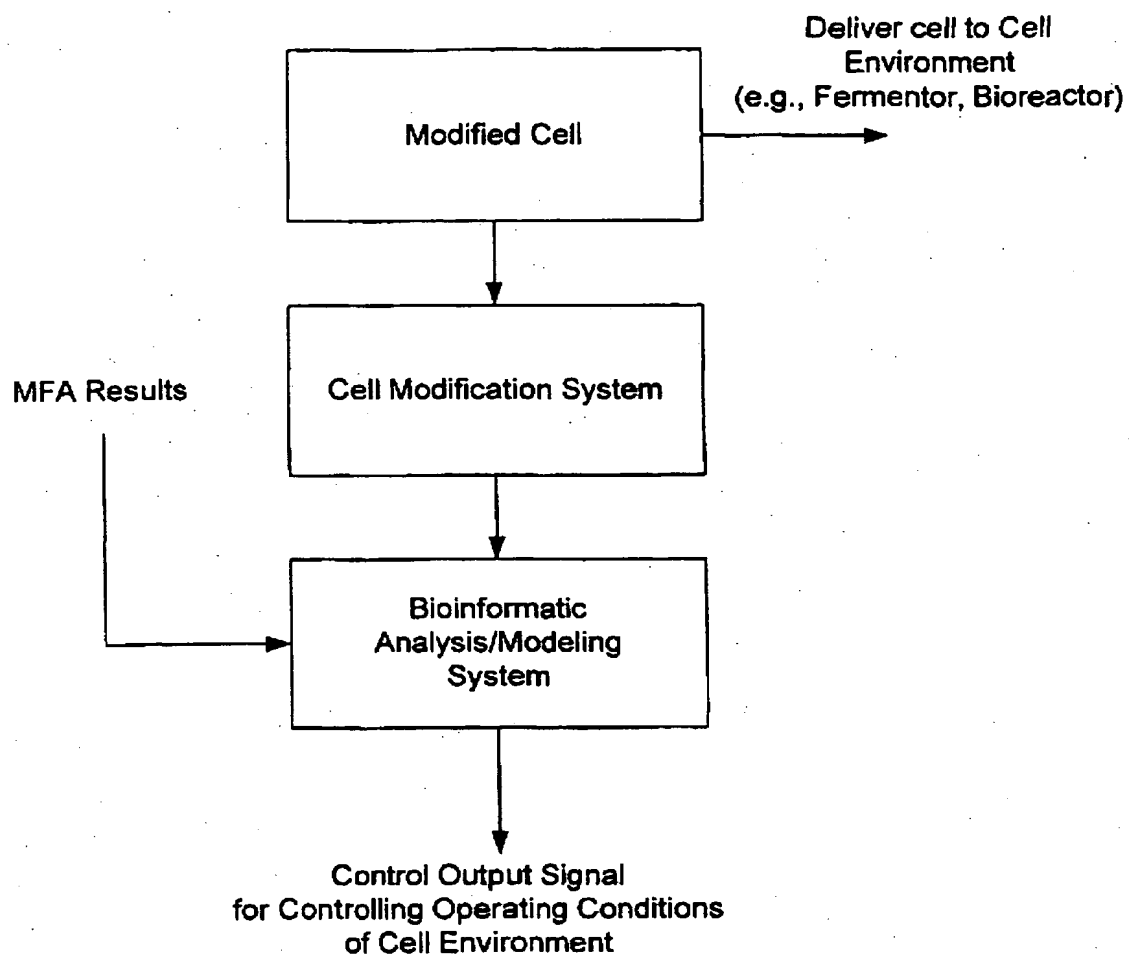 Deliver cell to Cell
Environment
(e.g., Fermentor, Bioreactor)
Modified Cell
Cell Modification System
MFA Results
Bioinformatic
Analysis/Modeling
System
Control Output Signal
for Controlling Operating Conditions
of Cell Environment